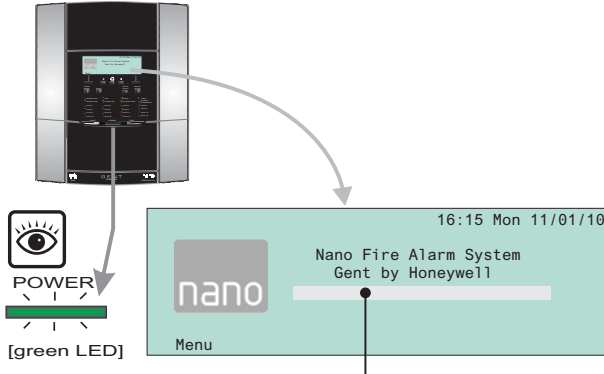 16:15 Mon 11/01/10
Nano Fire Alarm System
Gent by Honeywell
nano
Menu
POWER
[green LED]